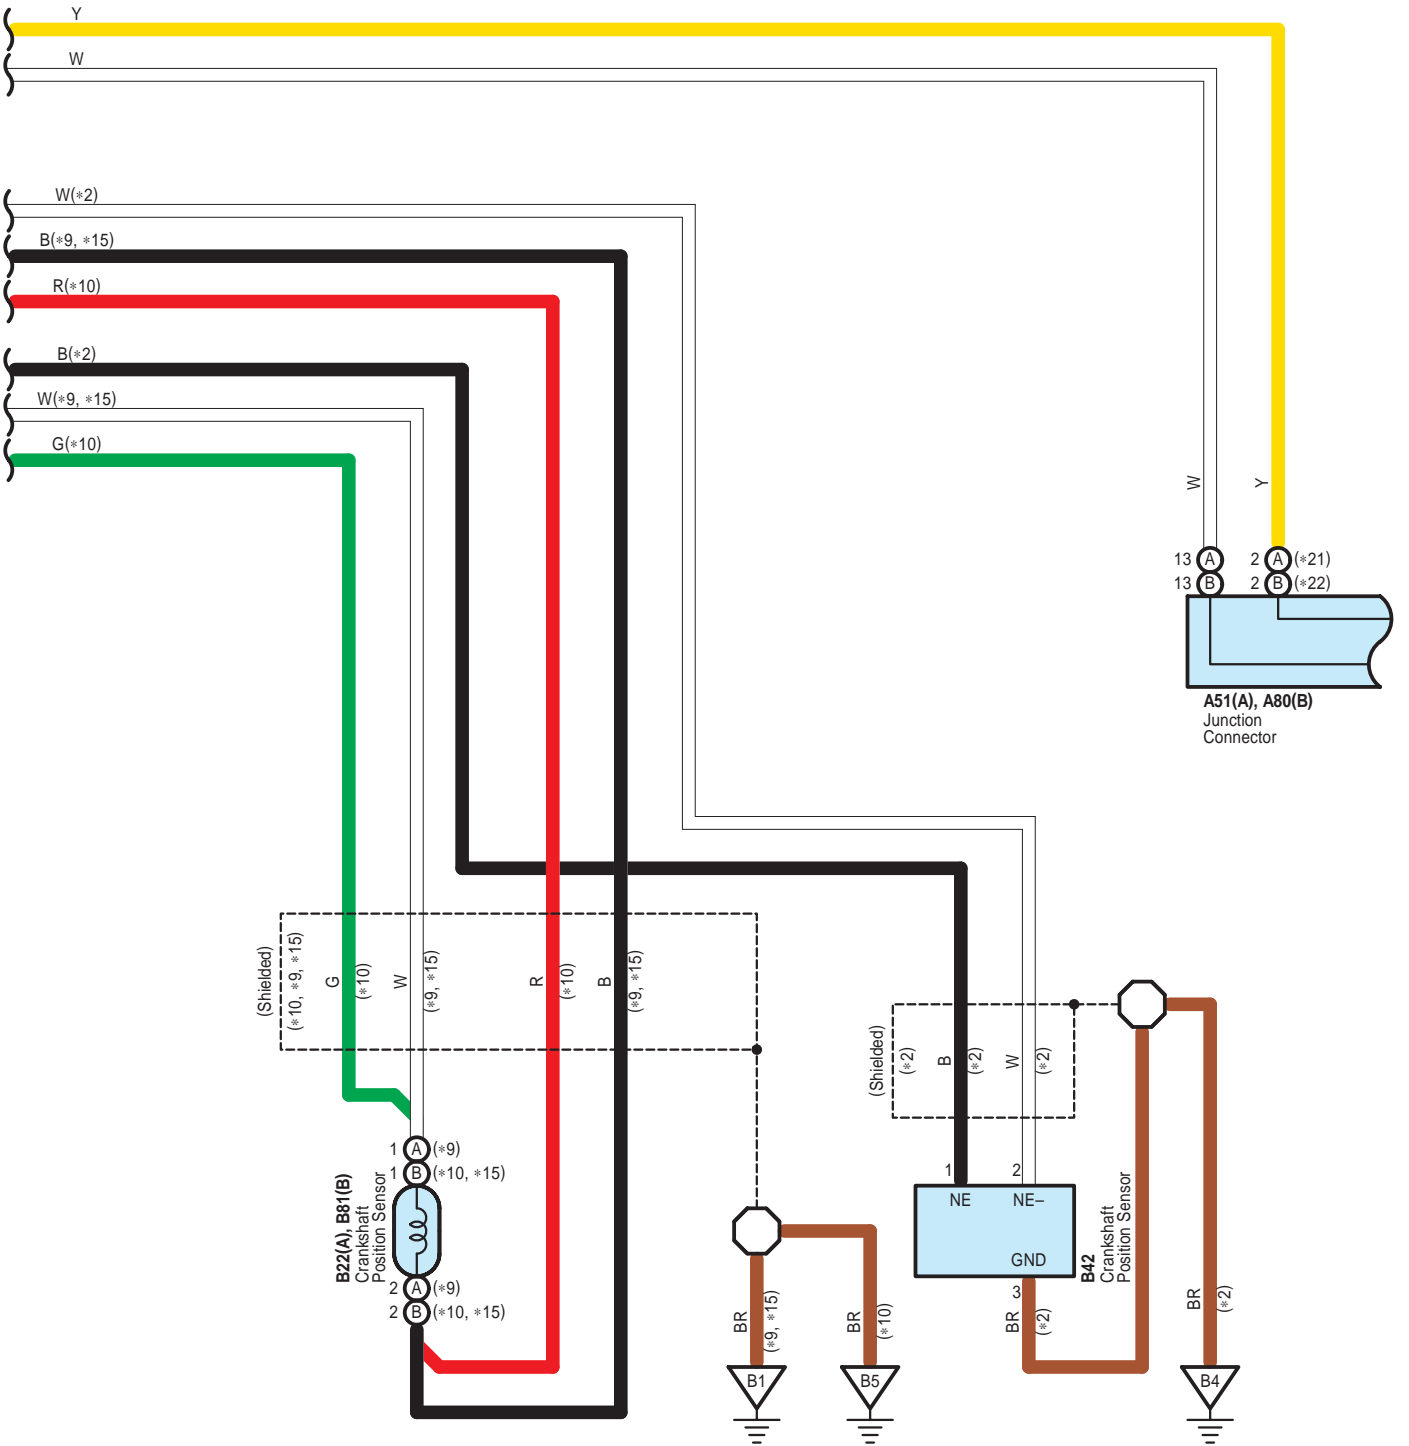 Y
W
W(∗2)
B(∗9, ∗15)
R(∗10)
B(∗2)
W(∗9, ∗15)
G(∗10)
W
Y
13 A 2 A (∗21)
13 B 2 B (∗22)
A51(A), A80(B)
Junction
Connector
(Shielded)
(∗10, ∗9, ∗15)
G
(∗10)
W
(∗9, ∗15)
R
(∗10)
B
(∗9, ∗15)
(Shielded)
(∗2)
B
(∗2)
W
(∗2)
1 A (∗9)
1 B (∗10, ∗15)
B22(A), B81(B)
Crankshaft
Position Sensor
2 A (∗9)
2 B (∗10, ∗15)
1 2
NE NE–
GND
3
B42
Crankshaft
Position Sensor
BR
(∗9, ∗15)
BR
(∗10)
BR
(∗2)
BR
(∗2)
B1
B5
B4